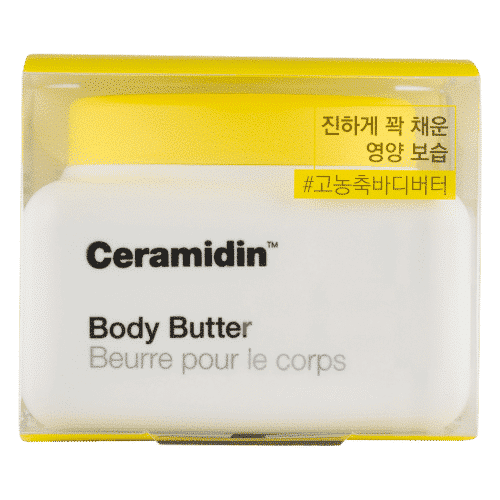 진하게 꽉 채운
영양 보습
#고농축바디버터
Ceramidin™
Body Butter
Beurre pour le corps